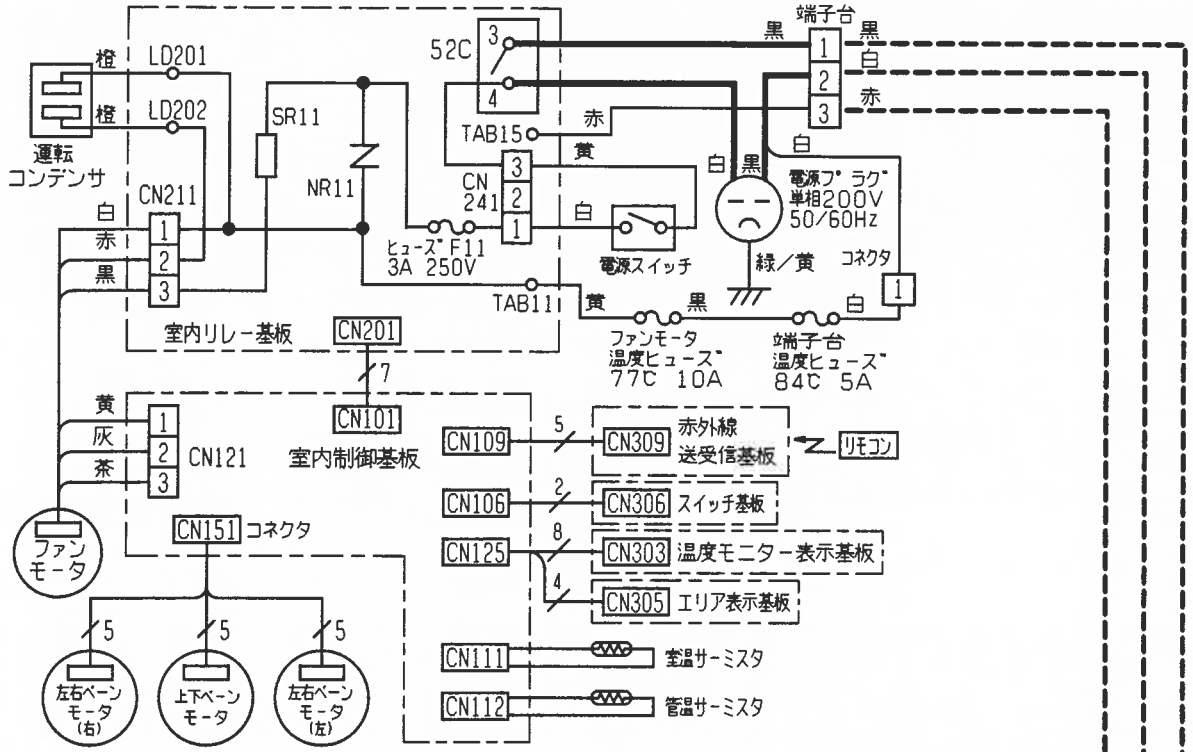 端子台
黒
黒
白
赤
1
2
3
3
4
52C
橙
LD201
橙
LD202
運転
コンデンサ
SR11
NR11
TAB15
赤
黄
CN
241
3
2
1
白
電源スイッチ
白
黒
白
電源プラグ
単相200V
50/60Hz
緑/黄
コネクタ
1
CN211
白
赤
黒
1
2
3
ヒューズ F11
3A 250V
TAB11
黄
黒
白
ファンモータ
温度ヒューズ
77℃ 10A
端子台
温度ヒューズ
84℃ 5A
室内リレー基板
CN201
7
CN101
室内制御基板
黄
灰
茶
1
2
3
CN121
ファン
モータ
CN151
コネクタ
5
5
5
左右ベーン
モータ
(右)
上下ベーン
モータ
左右ベーン
モータ
(左)
CN109
5
CN309
赤外線
送受信基板
リモコン
CN106
2
CN306
スイッチ基板
CN125
8
CN303
温度モニター表示基板
4
CN305
エリア表示基板
CN111
室温サーミスタ
CN112
管温サーミスタ